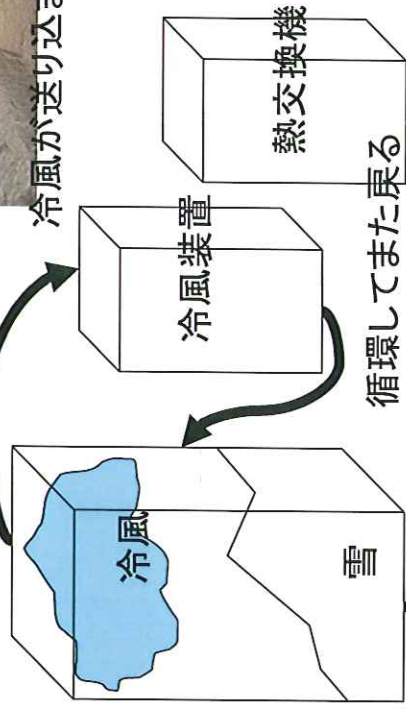 冷風が送り込ま
熱交換機
冷風装置
循環してまた戻る
冷風
雪